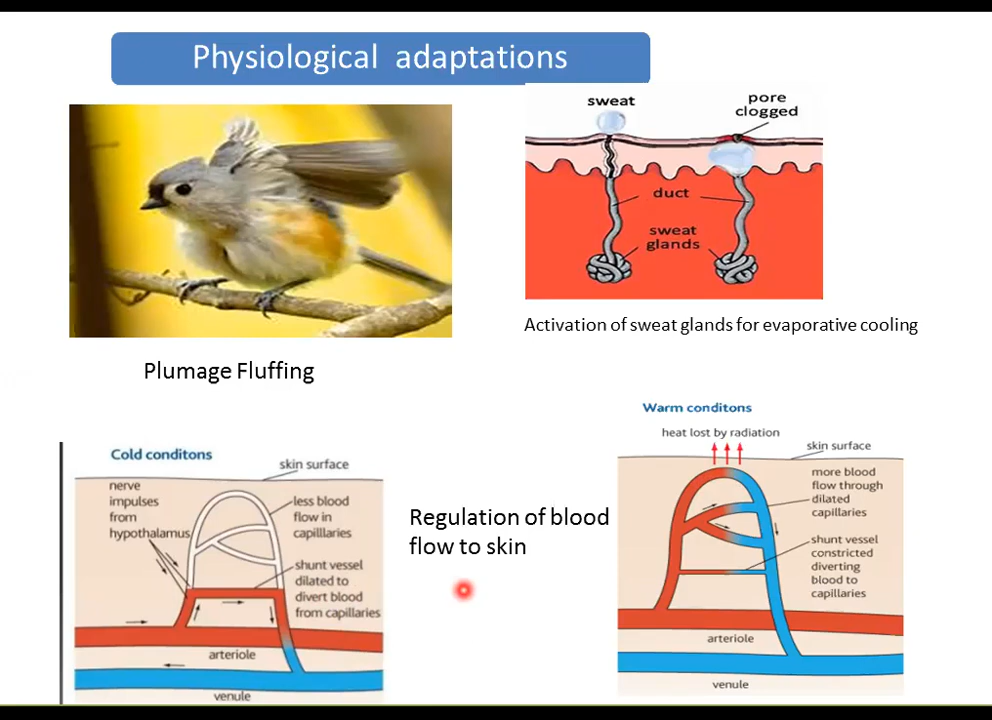 Physiological adaptations
sweat
pore
clogged
duct
sweat
glands
Activation of sweat glands for evaporative cooling
Plumage Fluffing
Cold conditons
skin surface
nerve
impulses
from
hypothalamus
less blood
flow in
capilllaries
shunt vessel
dilated to
divert blood
from capillaries
arteriole
venule
Regulation of blood
flow to skin
Warm conditons
heat lost by radiation
skin surface
more blood
flow through
dilated
capillaries
shunt vessel
constricted
diverting
blood to
capillaries
arteriole
venule